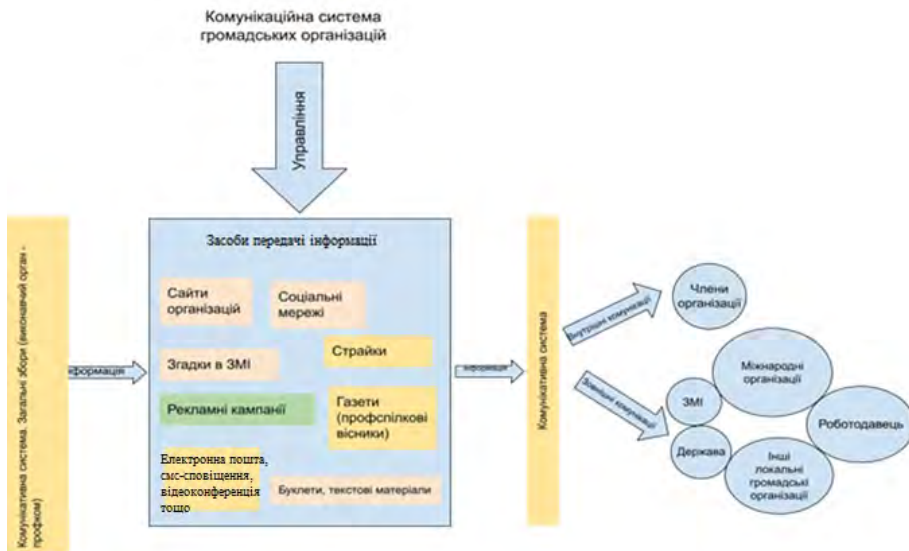 Комунікаційна система
громадських організацій
Управління
Комунікативна система. Загальні збори (виконавчий орган -
профком)
інформація
Засоби передачі інформації
Сайти
організацій
Соціальні
мережі
Згадки в ЗМІ
Страйки
Рекламні кампанії
Газети
(профспілкові
вісники)
Електронна пошта,
смс-сповіщення,
відеоконференція
тощо
Буклети, текстові матеріали
інформація
Комунікативна система
Внутрішні комунікації
Зовнішні комунікації
Члени
організації
Міжнародні
організації
ЗМІ
Роботодавець
Держава
Інші
локальні
громадські
організації